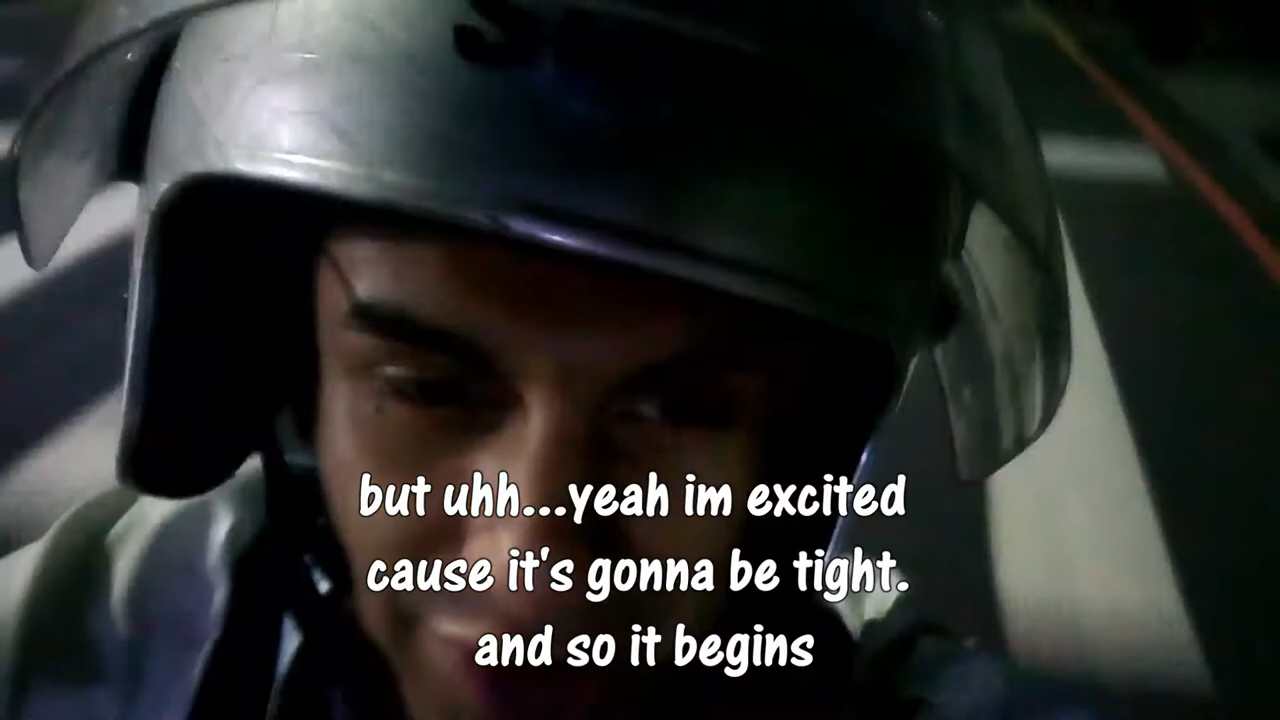 but uhh...yeah im excited
cause it's gonna be tight.
and so it begins